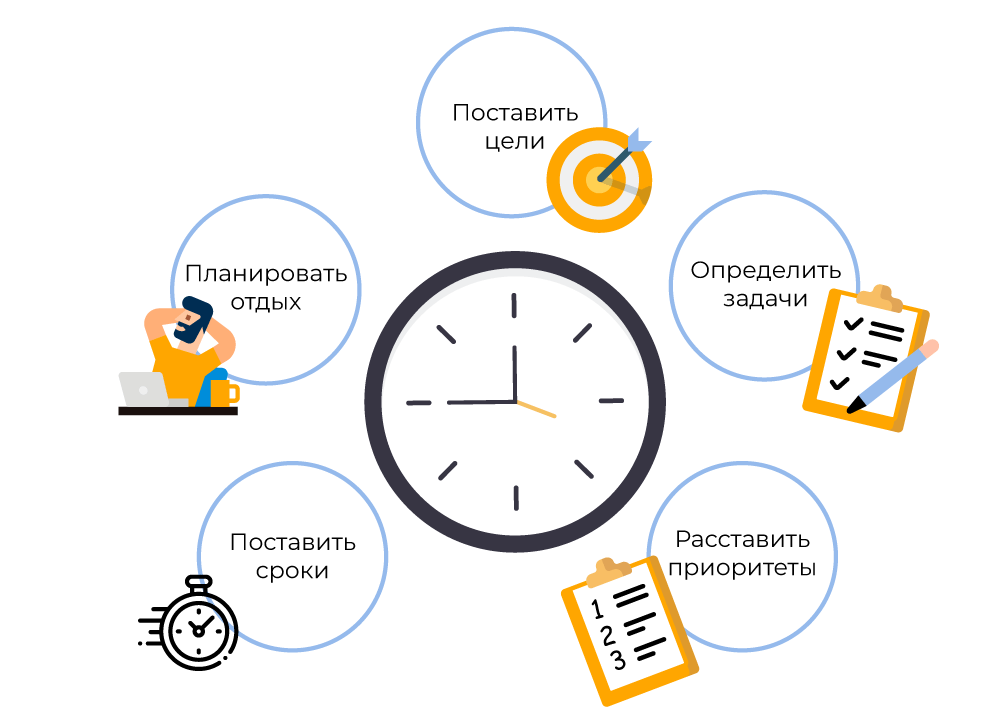 Поставить
цели
Определить
задачи
Расставить
приоритеты
1
2
3
Поставить
сроки
Планировать
отдых